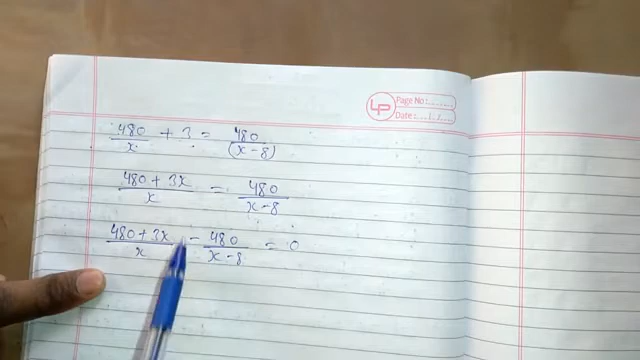 LP Page No:......
Date: .../.../...
480/x + 3 = 480/(x-8)
480+3x/x = 480/x-8
480+3x/x - 480/x-8 = 0